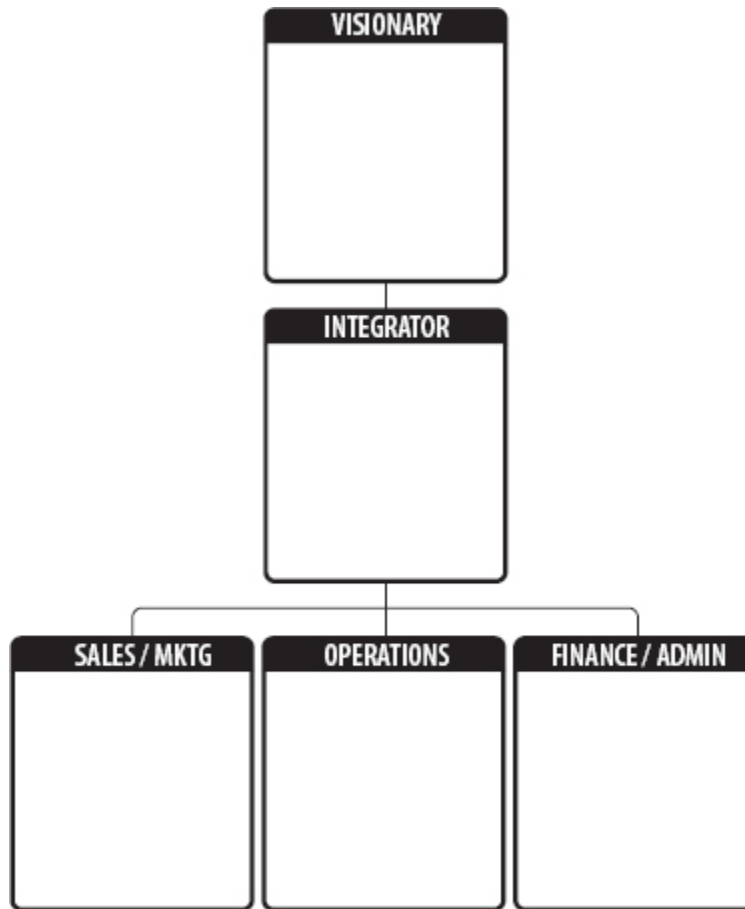 VISIONARY
INTEGRATOR
SALES / MKTG
OPERATIONS
FINANCE / ADMIN